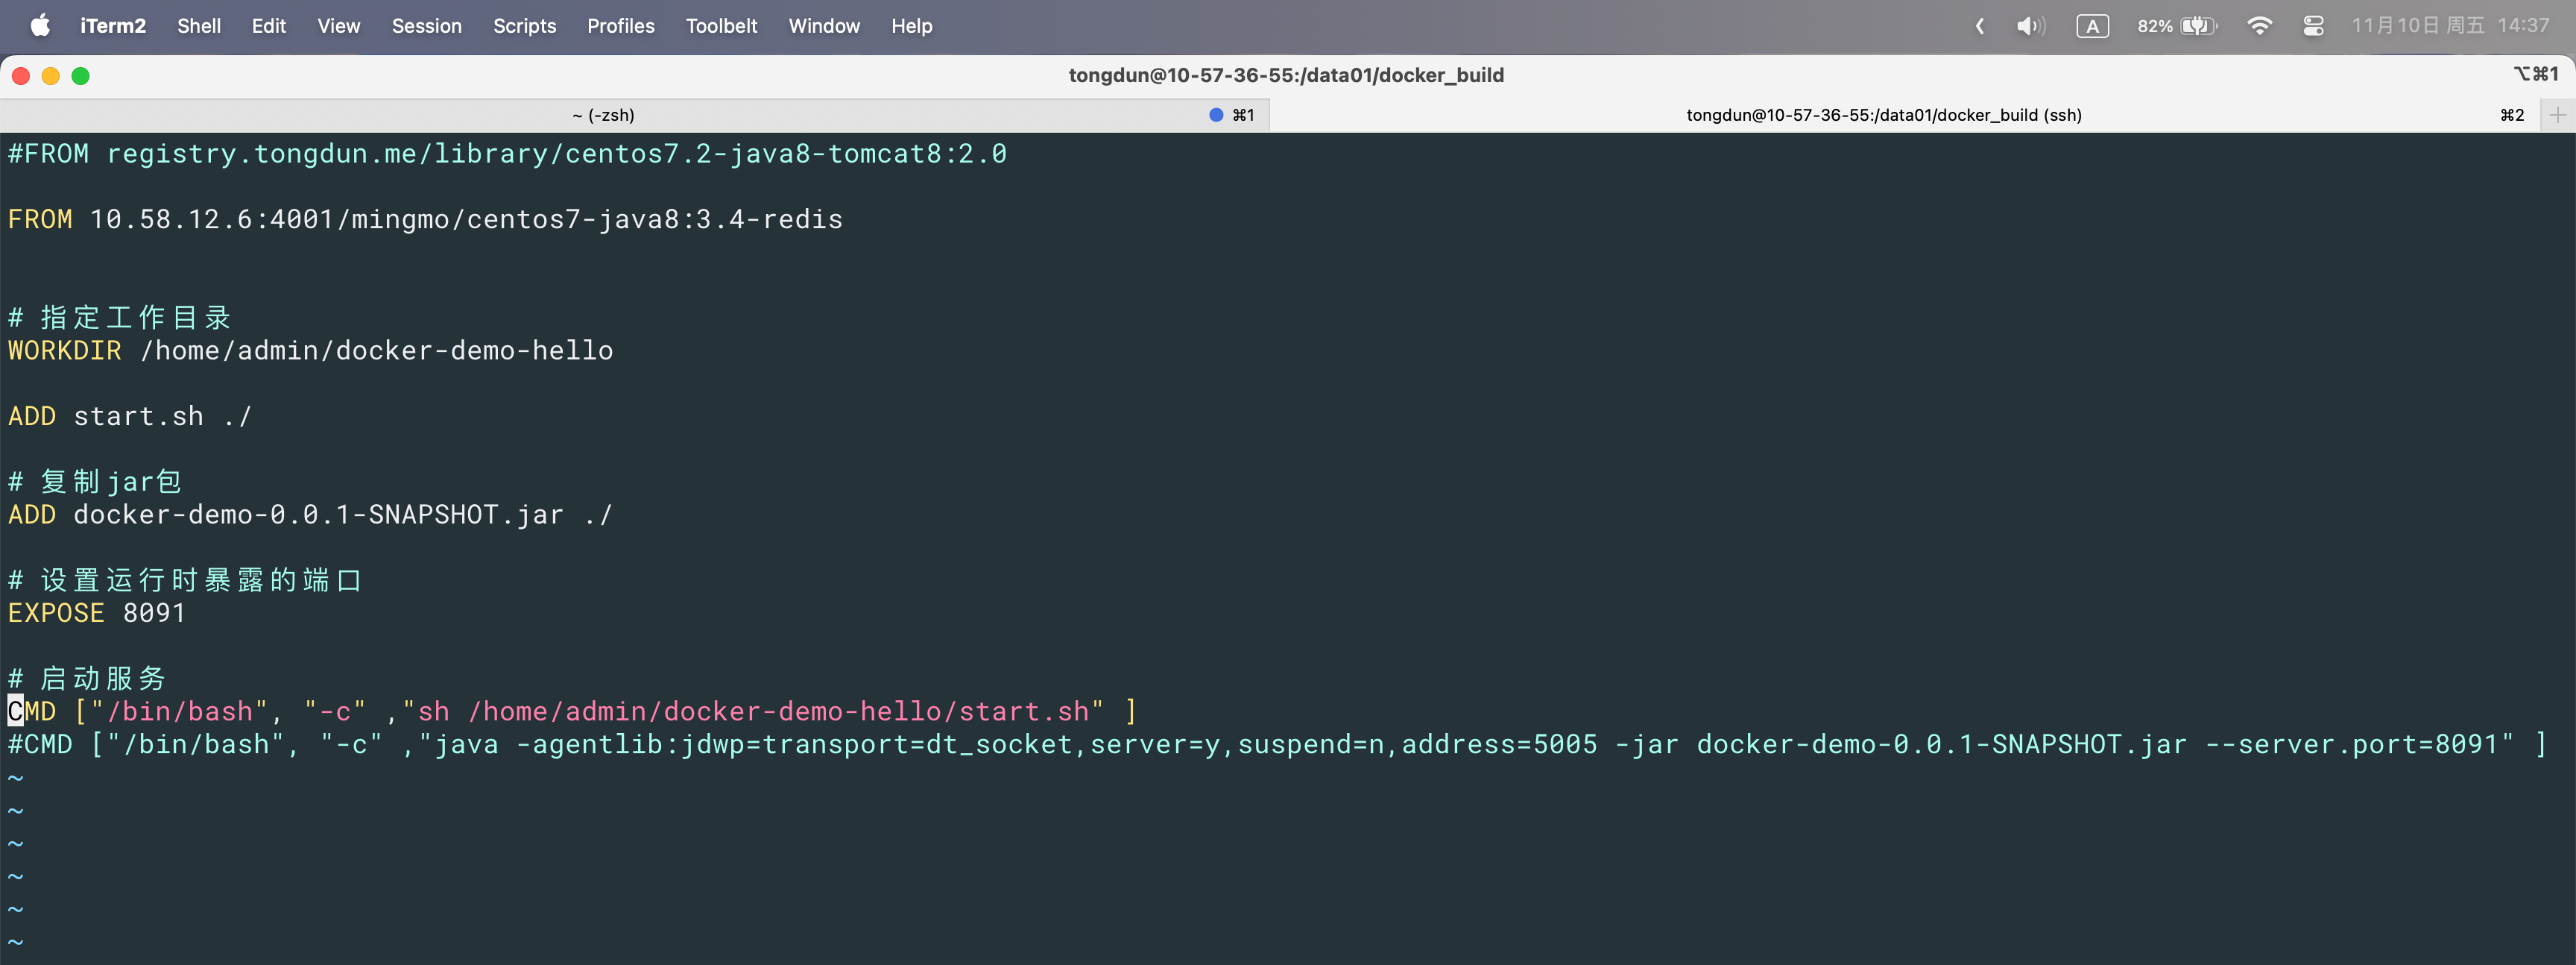 iTerm2 Shell Edit View Session Scripts Profiles Toolbelt Window Help A 82% 11月10日 周五 14:37
tongdun@10-57-36-55:/data01/docker_build ⌥⌘1
~ (-zsh) ⌘1 tongdun@10-57-36-55:/data01/docker_build (ssh) ⌘2 +
#FROM registry.tongdun.me/library/centos7.2-java8-tomcat8:2.0
FROM 10.58.12.6:4001/mingmo/centos7-java8:3.4-redis
# 指定工作目录
WORKDIR /home/admin/docker-demo-hello
ADD start.sh ./
# 复制jar包
ADD docker-demo-0.0.1-SNAPSHOT.jar ./
# 设置运行时暴露的端口
EXPOSE 8091
# 启动服务
CMD ["/bin/bash", "-c" ,"sh /home/admin/docker-demo-hello/start.sh" ]
#CMD ["/bin/bash", "-c" ,"java -agentlib:jdwp=transport=dt_socket,server=y,suspend=n,address=5005 -jar docker-demo-0.0.1-SNAPSHOT.jar --server.port=8091" ]
~
~
~
~
~
~